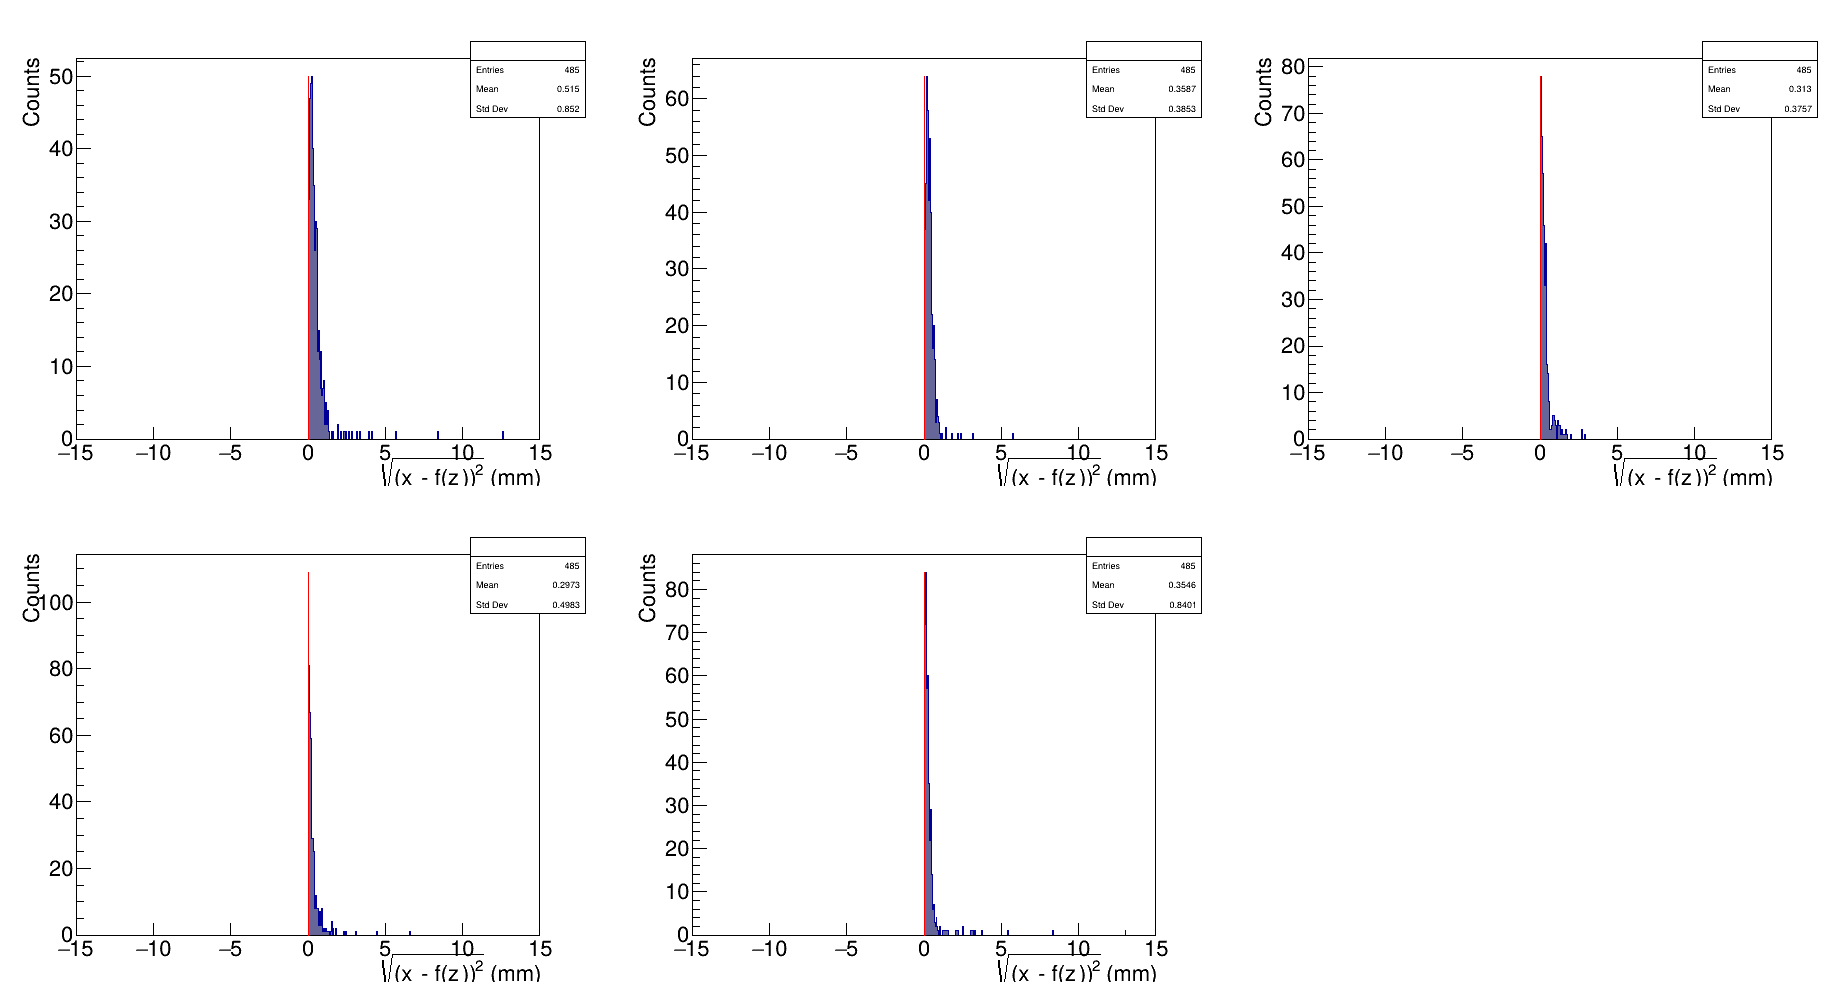 Counts
50
40
30
20
10
0
−15 −10 −5 0 5 10 15
√(x - f(z))² (mm)
Entries 485
Mean 0.515
Std Dev 0.852
Counts
60
50
40
30
20
10
0
−15 −10 −5 0 5 10 15
√(x - f(z))² (mm)
Entries 485
Mean 0.3587
Std Dev 0.3853
Counts
80
70
60
50
40
30
20
10
0
−15 −10 −5 0 5 10 15
√(x - f(z))² (mm)
Entries 485
Mean 0.313
Std Dev 0.3757
Counts
100
80
60
40
20
0
−15 −10 −5 0 5 10 15
√(x - f(z))² (mm)
Entries 485
Mean 0.2973
Std Dev 0.4983
Counts
80
70
60
50
40
30
20
10
0
−15 −10 −5 0 5 10 15
√(x - f(z))² (mm)
Entries 485
Mean 0.3546
Std Dev 0.8401